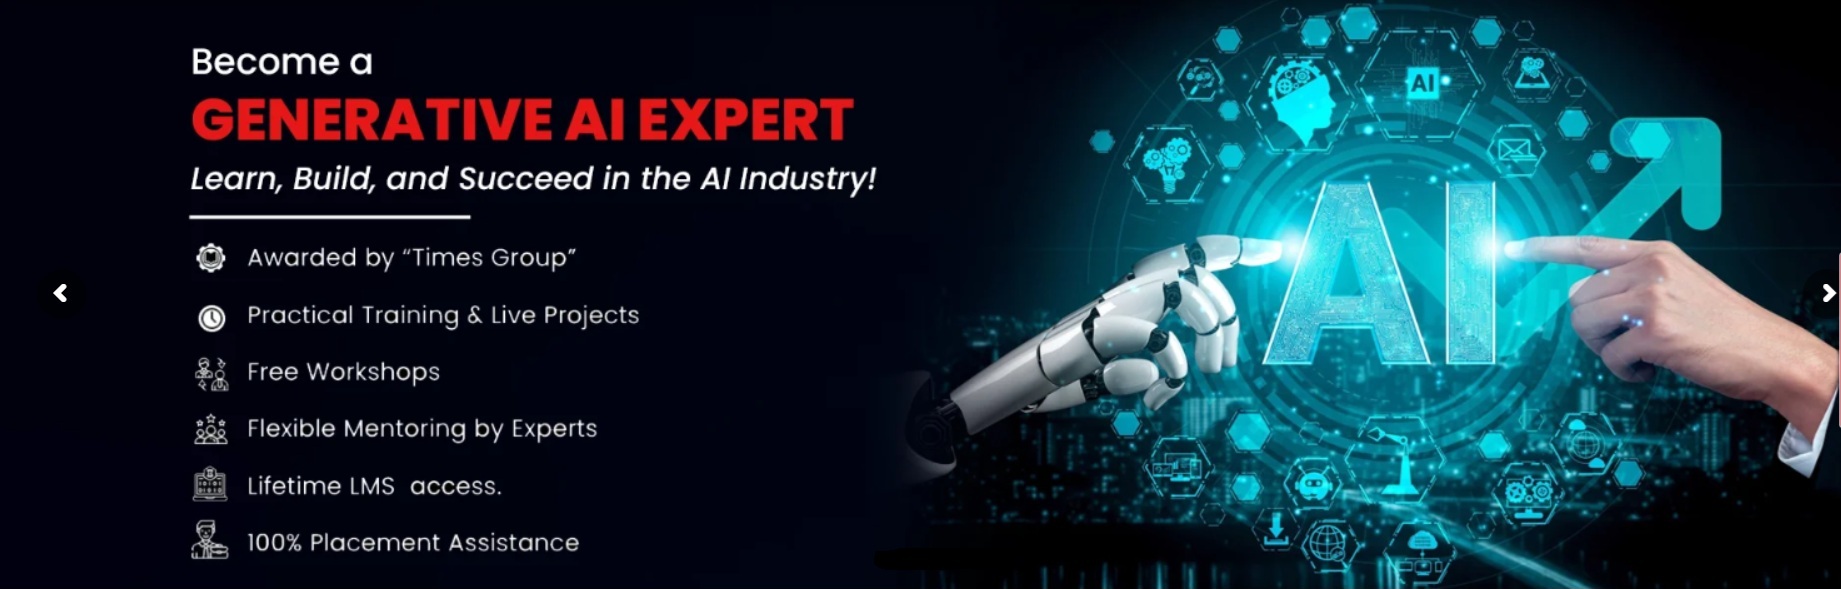 Become a
GENERATIVE AI EXPERT
Learn, Build, and Succeed in the AI Industry!
Awarded by “Times Group”
Practical Training & Live Projects
Free Workshops
Flexible Mentoring by Experts
Lifetime LMS access.
100% Placement Assistance
AI
AI